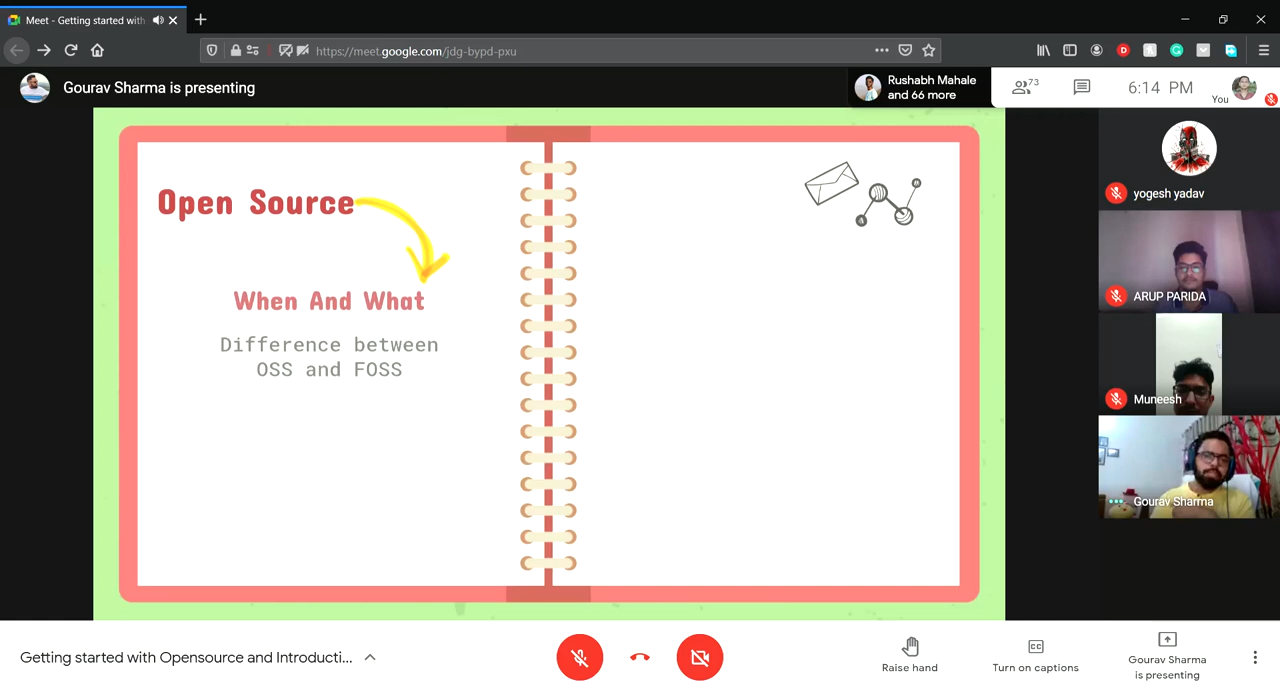 Meet - Getting started with
https://meet.google.com/jdg-bypd-pxu
Gourav Sharma is presenting
Rushabh Mahale
and 66 more
73
6:14 PM
You
Open Source
When And What
Difference between
OSS and FOSS
yogesh yadav
ARUP PARIDA
Muneesh
Gourav Sharma
Getting started with Opensource and Introducti...
Raise hand
CC
Turn on captions
Gourav Sharma
is presenting